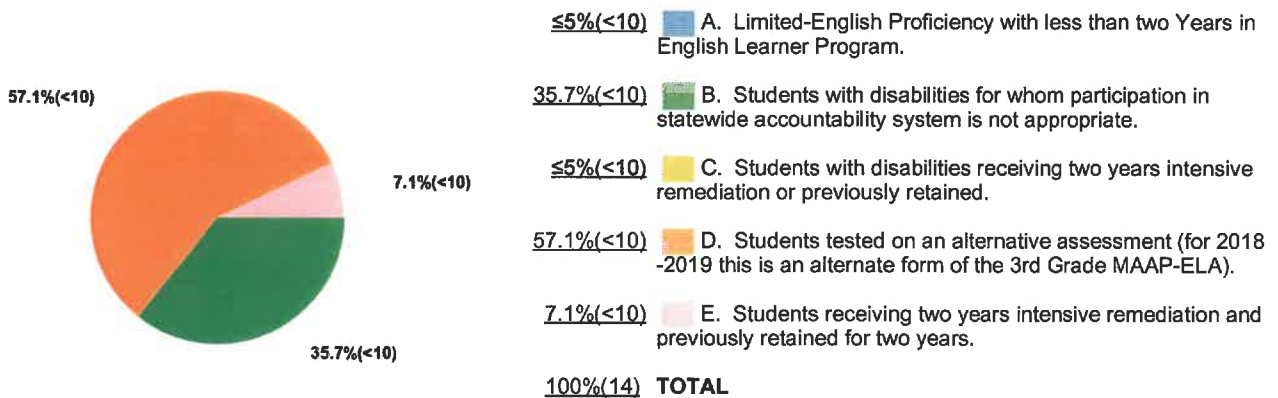 57.1%(<10)
7.1%(<10)
35.7%(<10)
≤5%(<10) A. Limited-English Proficiency with less than two Years in
English Learner Program.
35.7%(<10) B. Students with disabilities for whom participation in
statewide accountability system is not appropriate.
≤5%(<10) C. Students with disabilities receiving two years intensive
remediation or previously retained.
57.1%(<10) D. Students tested on an alternative assessment (for 2018
-2019 this is an alternate form of the 3rd Grade MAAP-ELA).
7.1%(<10) E. Students receiving two years intensive remediation and
previously retained for two years.
100%(14) TOTAL